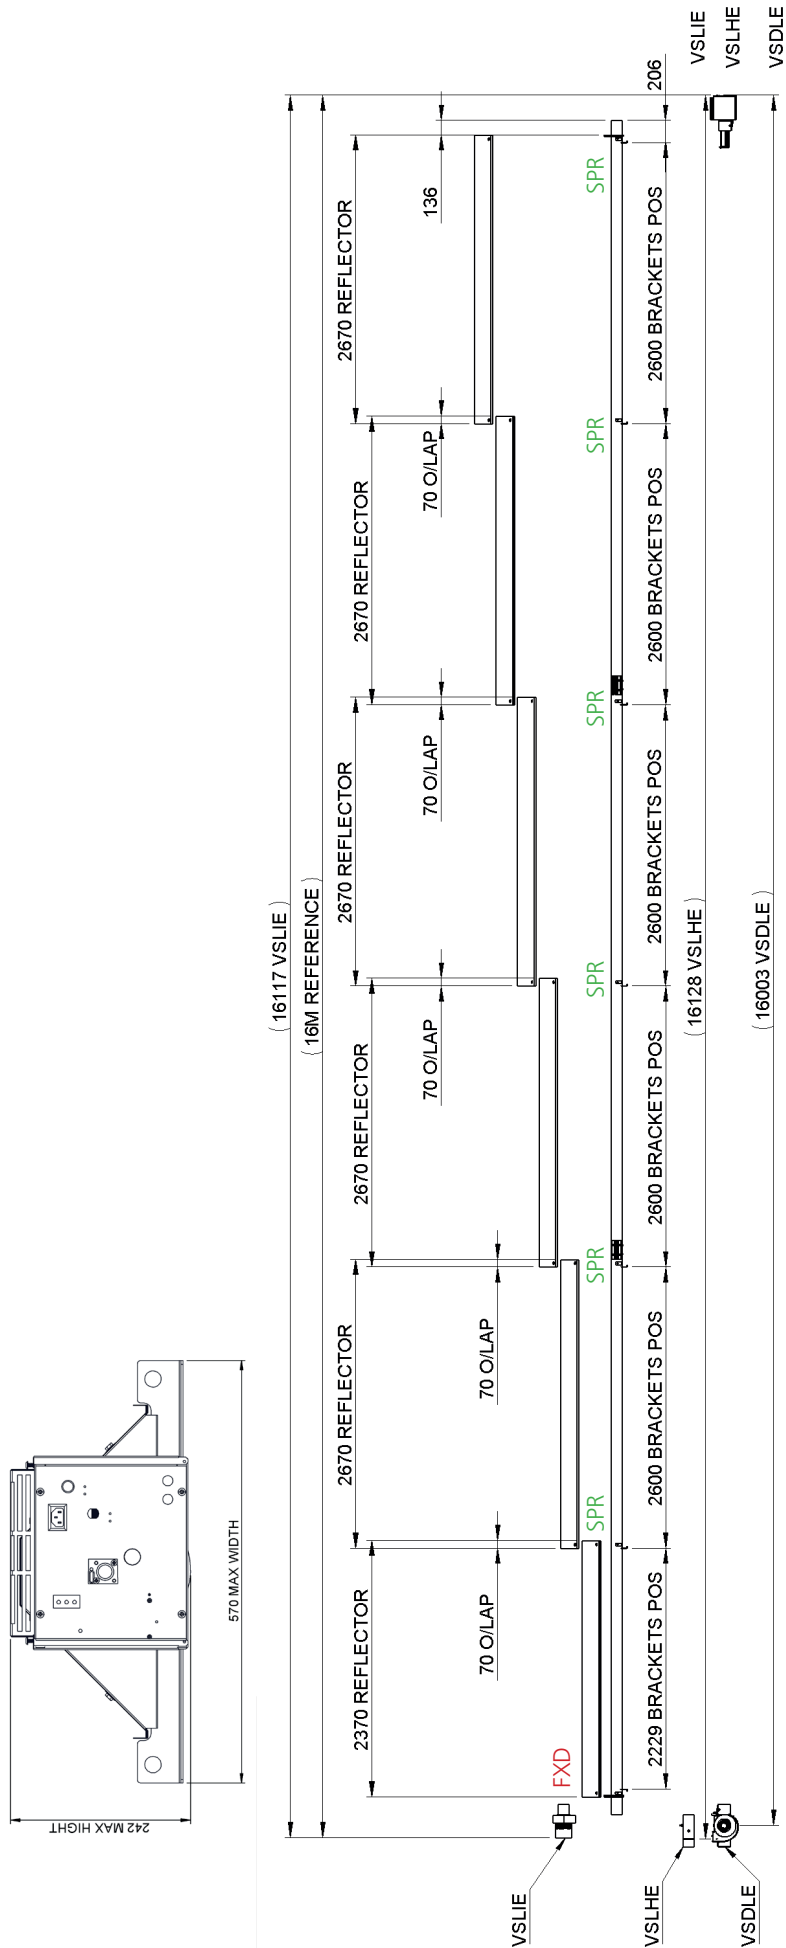 242 MAX HIGHT
570 MAX WIDTH
( 16117 VSLIE )
( 16M REFERENCE )
2370 REFLECTOR
2670 REFLECTOR
2670 REFLECTOR
2670 REFLECTOR
2670 REFLECTOR
2670 REFLECTOR
70 O/LAP
70 O/LAP
70 O/LAP
70 O/LAP
70 O/LAP
136
VSLIE
FXD
SPR
SPR
SPR
SPR
SPR
SPR
2229 BRACKETS POS
2600 BRACKETS POS
2600 BRACKETS POS
2600 BRACKETS POS
2600 BRACKETS POS
2600 BRACKETS POS
206
VSLHE
( 16128 VSLHE )
VSLIE
VSLHE
VSDLE
( 16003 VSDLE )
VSDLE